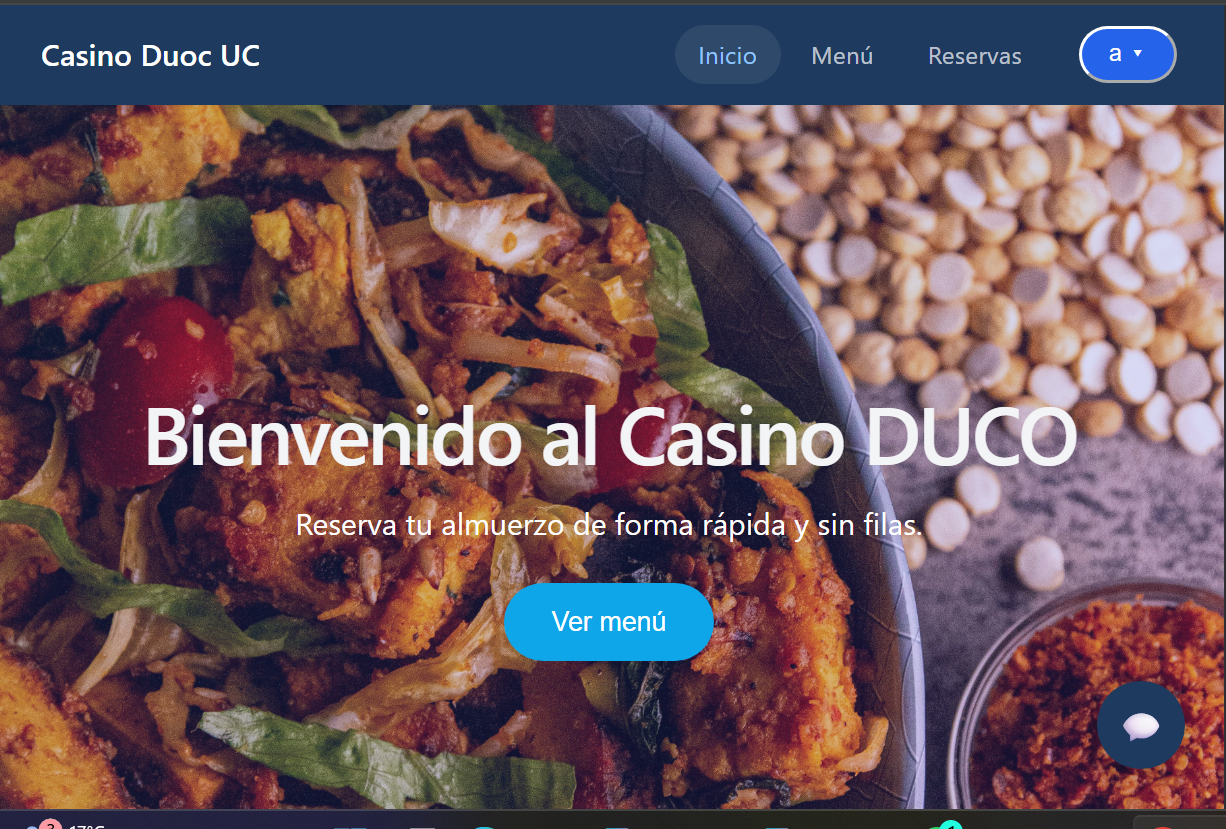 Casino Duoc UC
Inicio
Menú
Reservas
a
Bienvenido al Casino DUCO
Reserva tu almuerzo de forma rápida y sin filas.
Ver menú